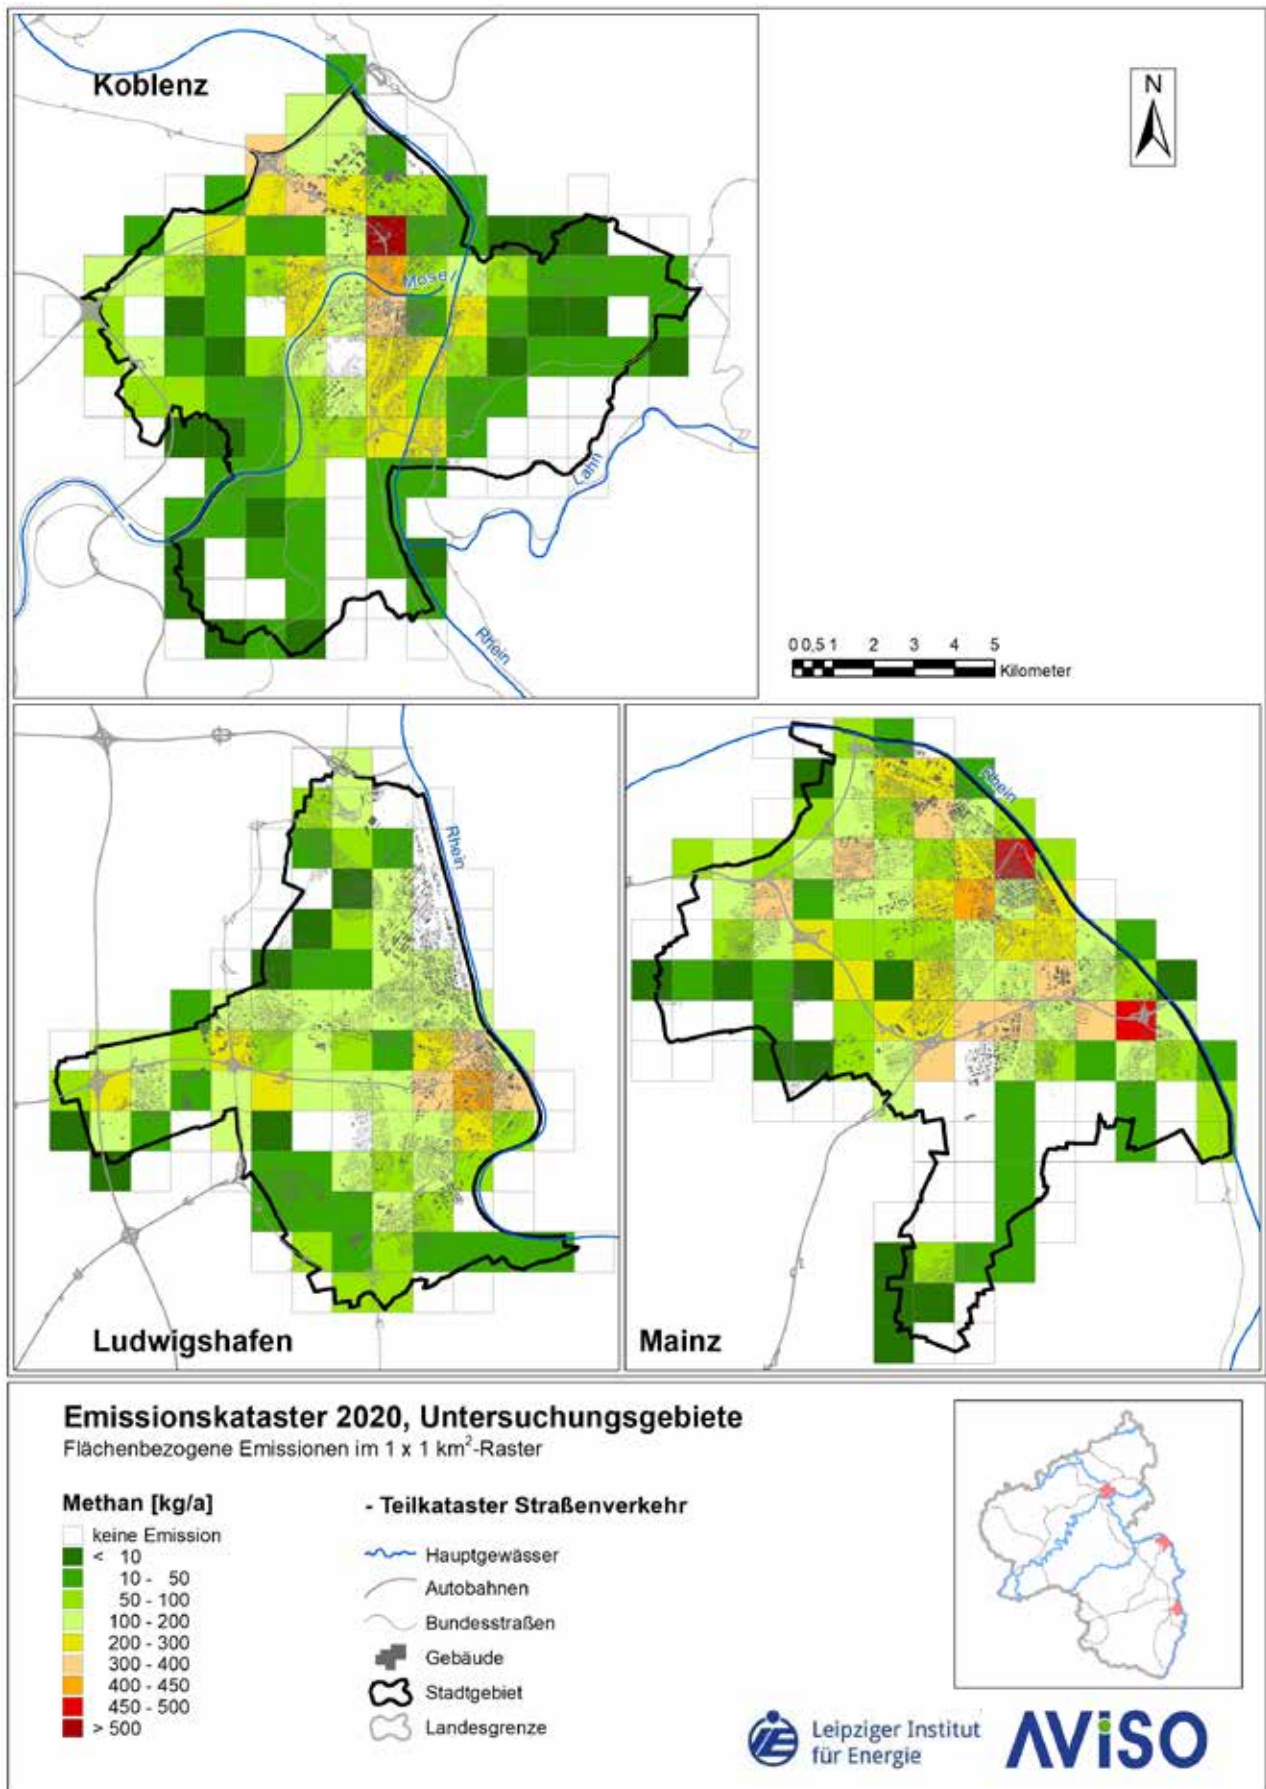 Koblenz
N
Mosel
Lahn
Rhein
0 0,5 1 2 3 4 5
Kilometer
Rhein
Ludwigshafen
Rhein
Mainz
Emissionskataster 2020, Untersuchungsgebiete
Flächenbezogene Emissionen im 1 x 1 km²-Raster
Methan [kg/a]
keine Emission
< 10
10 - 50
50 - 100
100 - 200
200 - 300
300 - 400
400 - 450
450 - 500
> 500
- Teilkataster Straßenverkehr
Hauptgewässer
Autobahnen
Bundesstraßen
Gebäude
Stadtgebiet
Landesgrenze
Leipziger Institut
für Energie
AViSO